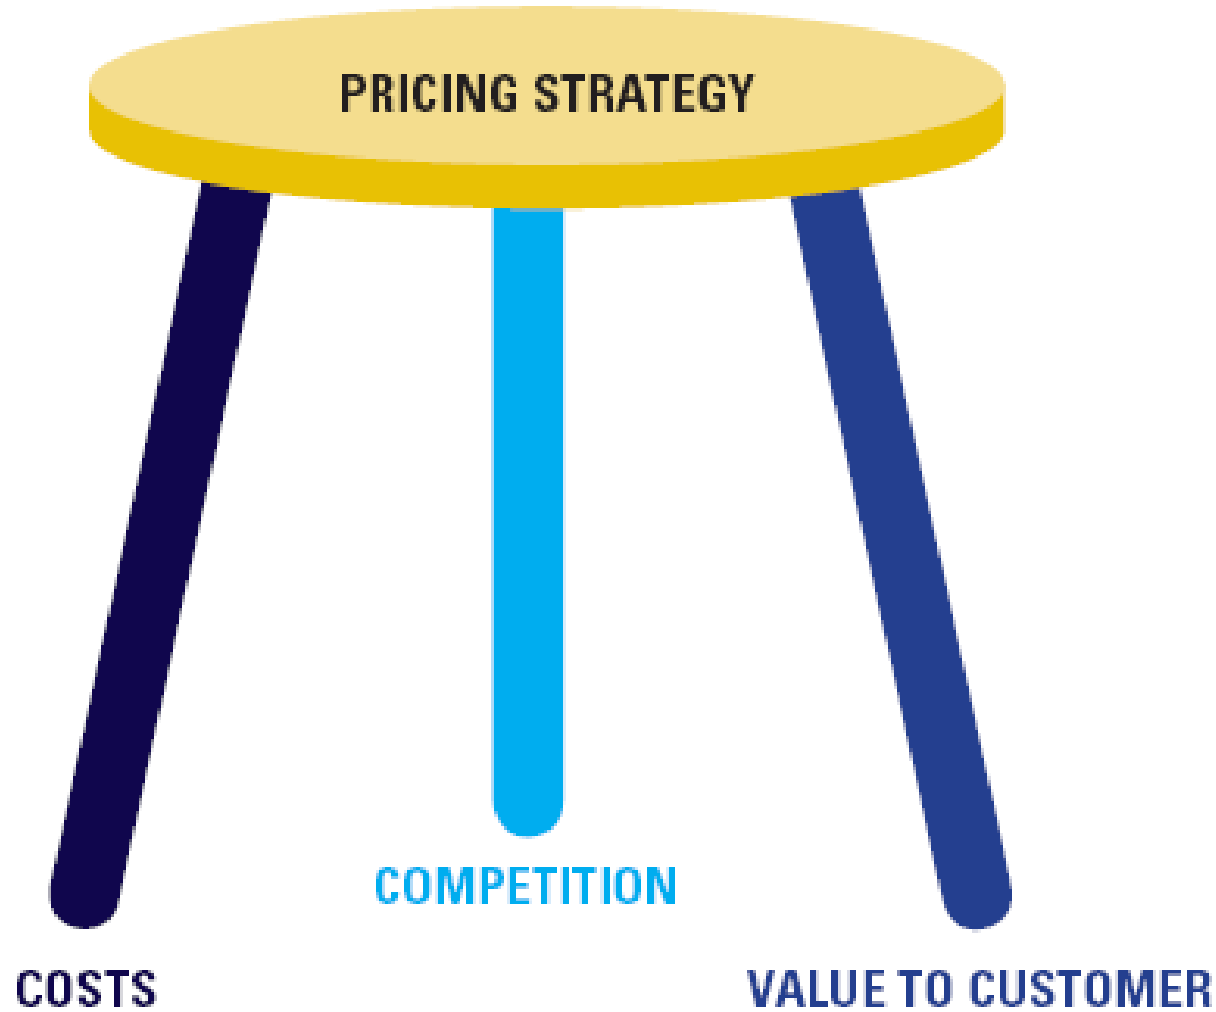 PRICING STRATEGY
COMPETITION
COSTS
VALUE TO CUSTOMER